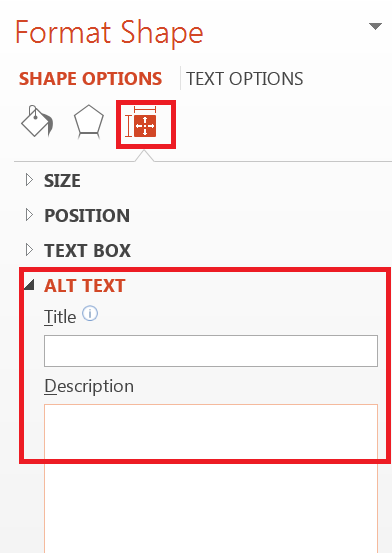 Format Shape
SHAPE OPTIONS TEXT OPTIONS
SIZE
POSITION
TEXT BOX
ALT TEXT
Title
Description